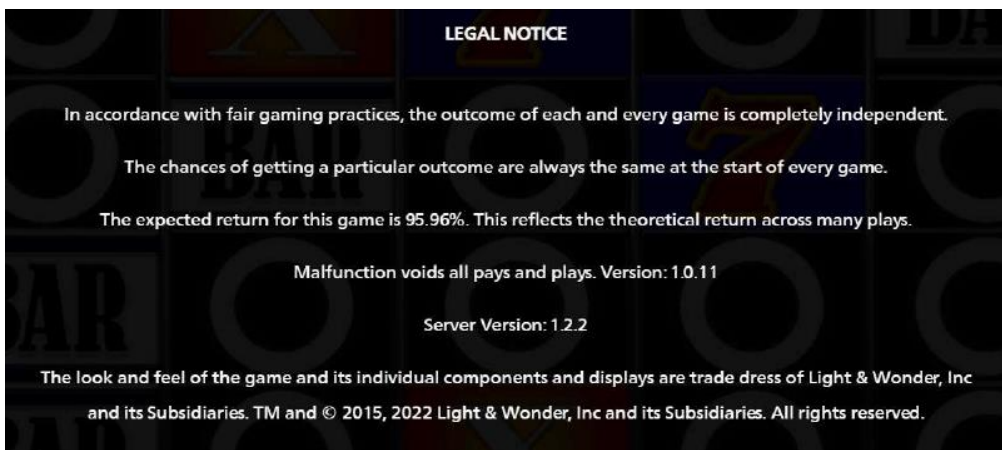 LEGAL NOTICE
In accordance with fair gaming practices, the outcome of each and every game is completely independent.
The chances of getting a particular outcome are always the same at the start of every game.
The expected return for this game is 95.96%. This reflects the theoretical return across many plays.
Malfunction voids all pays and plays. Version: 1.0.11
Server Version: 1.2.2
The look and feel of the game and its individual components and displays are trade dress of Light & Wonder, Inc
and its Subsidiaries. TM and © 2015, 2022 Light & Wonder, Inc and its Subsidiaries. All rights reserved.
BAR
7
BAR